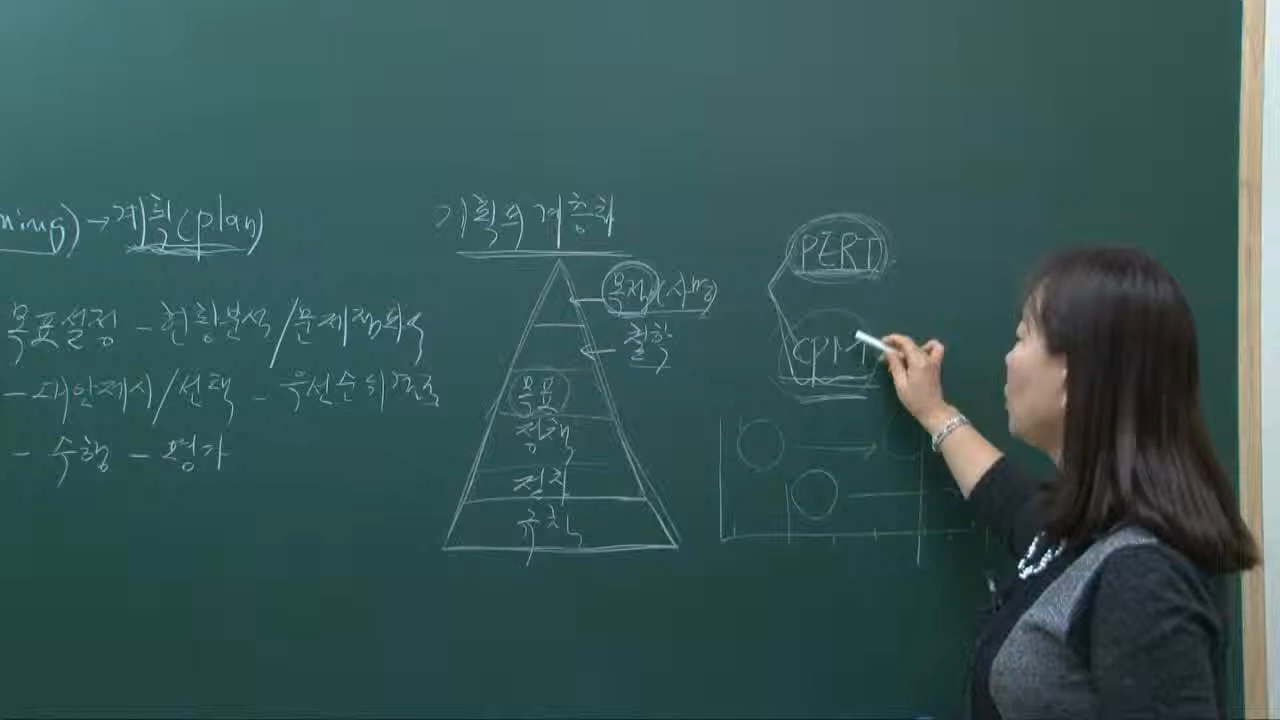 ning) → 계획(plan)
목표설정 - 현황분석/문제점파악
- 대안제시/선택 - 우선순위결정
- 수행 - 평가
기획의 계층화
목적(사명)
철학
목표
정책
절차
규칙
PERT
CPM